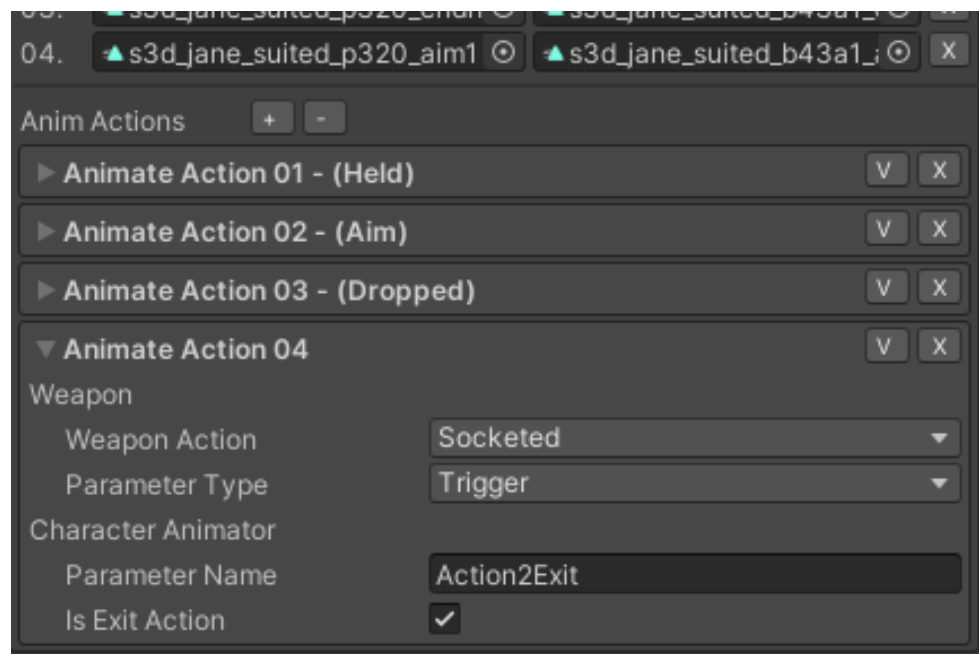 04. s3d_jane_suited_p320_aim1 s3d_jane_suited_b43a1_ X
Anim Actions + -
Animate Action 01 - (Held) V X
Animate Action 02 - (Aim) V X
Animate Action 03 - (Dropped) V X
Animate Action 04 V X
Weapon
Weapon Action Socketed
Parameter Type Trigger
Character Animator
Parameter Name Action2Exit
Is Exit Action